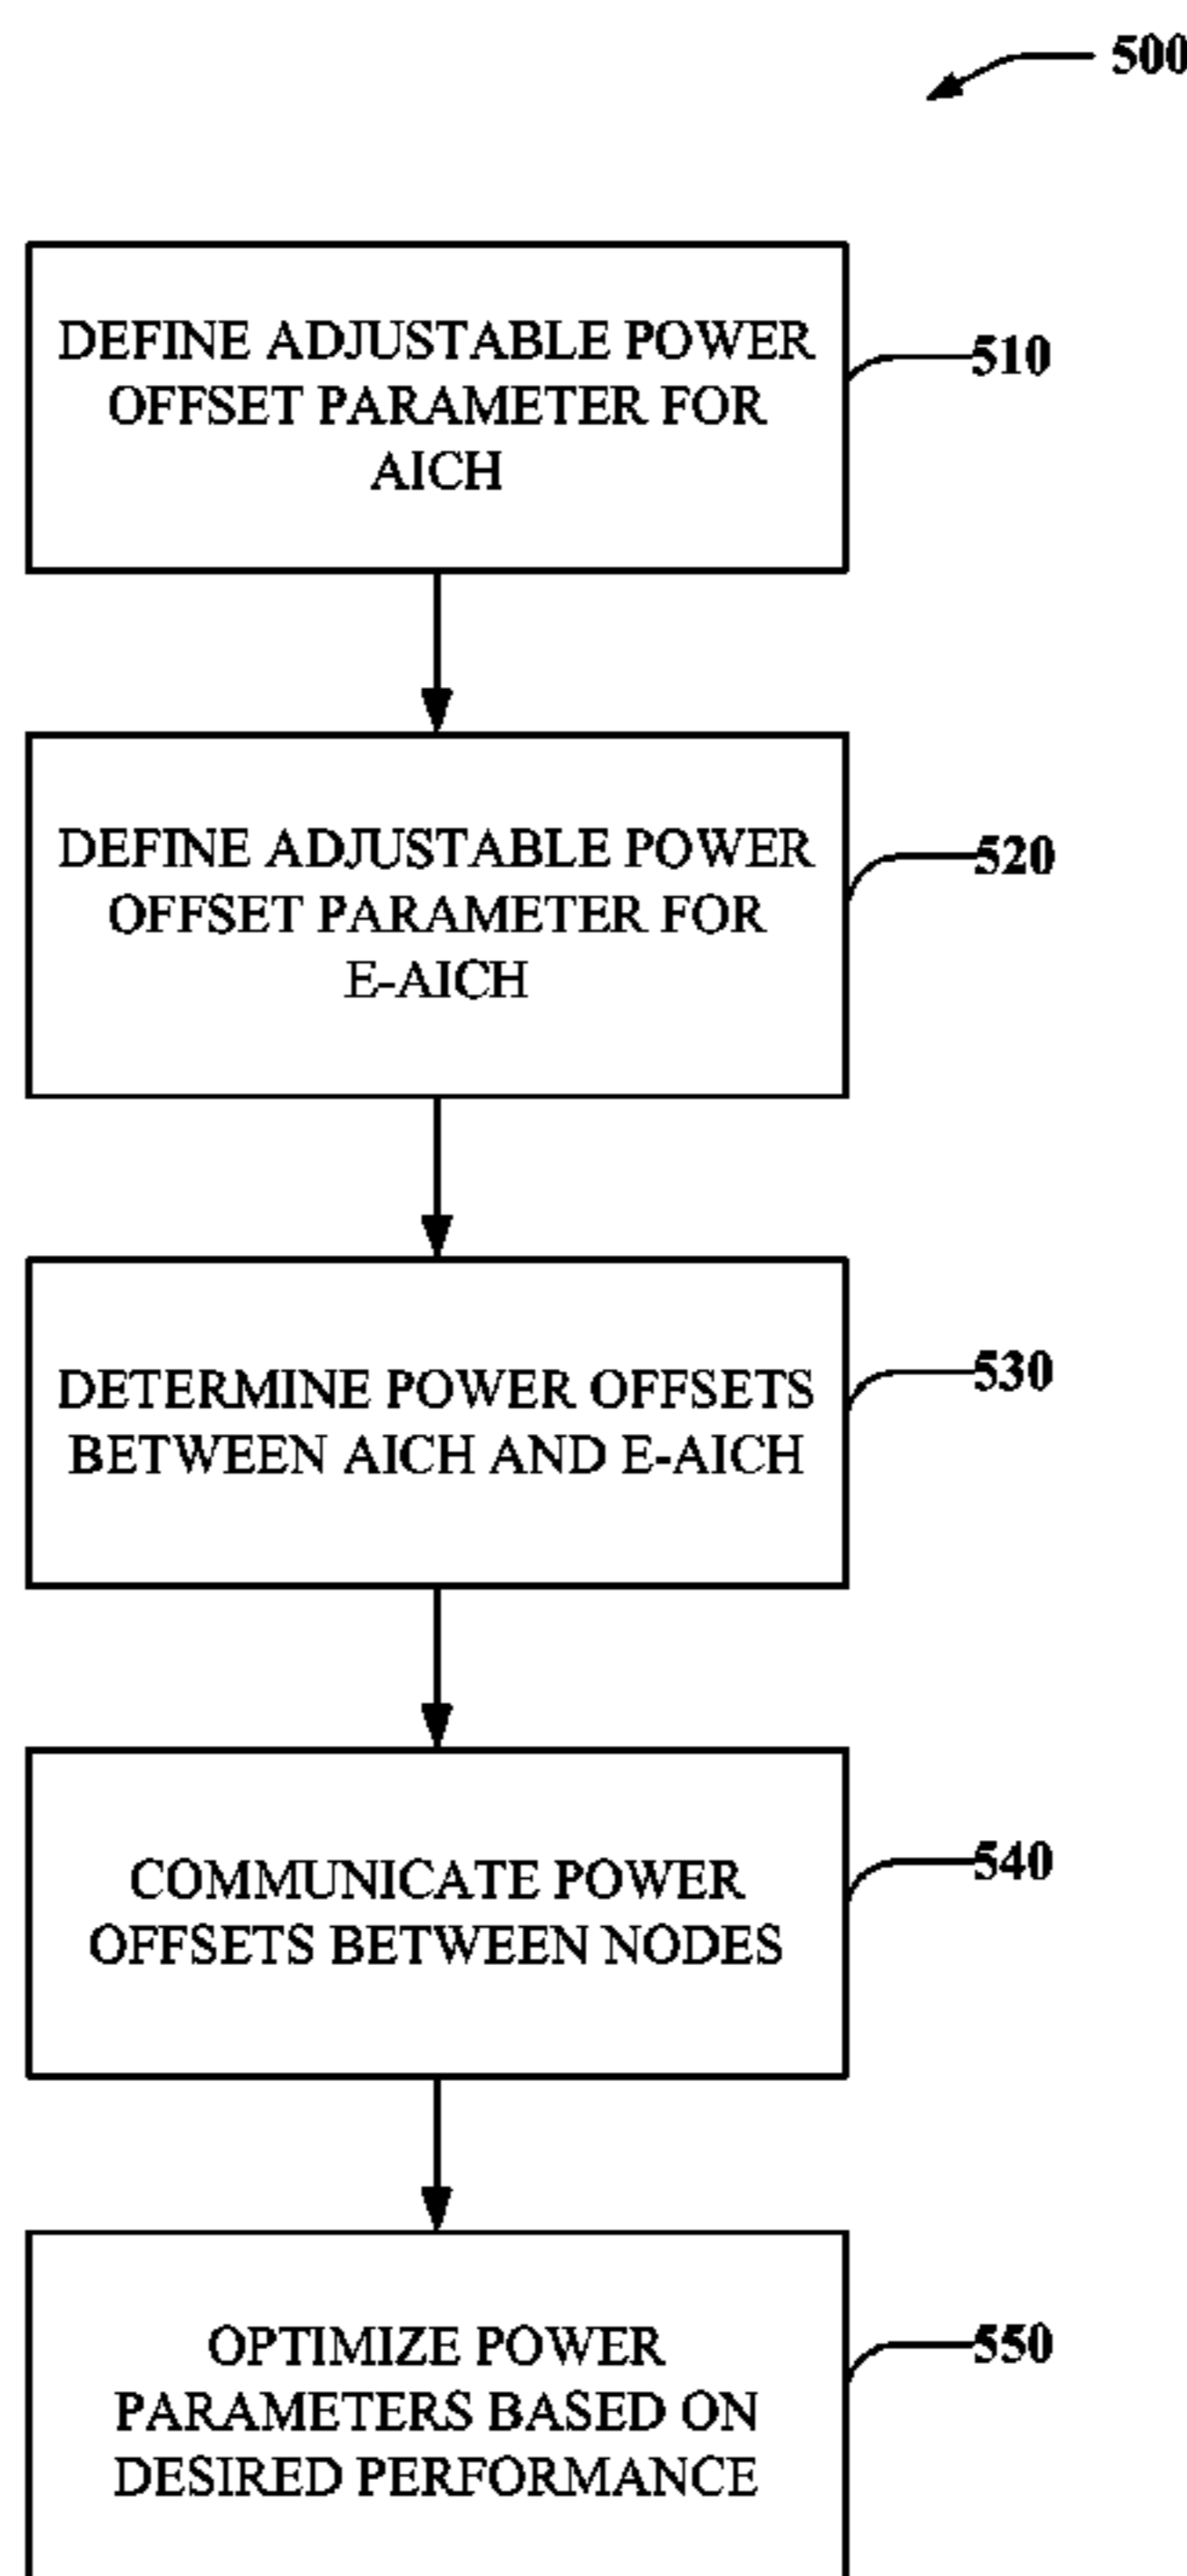 500
DEFINE ADJUSTABLE POWER
OFFSET PARAMETER FOR
AICH
510
DEFINE ADJUSTABLE POWER
OFFSET PARAMETER FOR
E-AICH
520
DETERMINE POWER OFFSETS
BETWEEN AICH AND E-AICH
530
COMMUNICATE POWER
OFFSETS BETWEEN NODES
540
OPTIMIZE POWER
PARAMETERS BASED ON
DESIRED PERFORMANCE
550